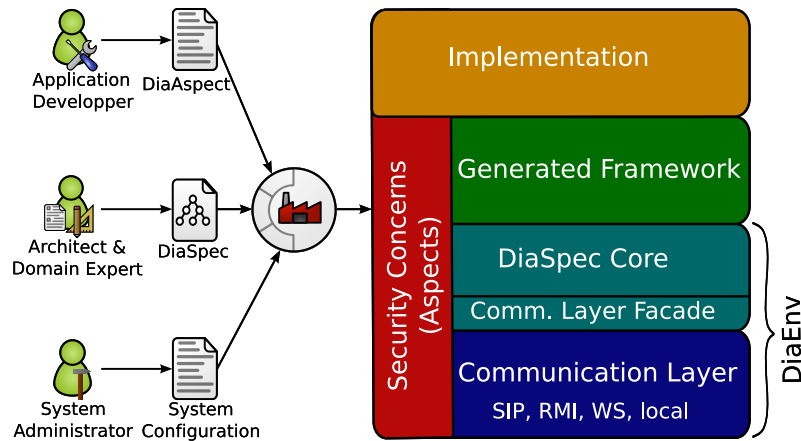 Application
Developper
DiaAspect
Architect &
Domain Expert
DiaSpec
System
Administrator
System
Configuration
Implementation
Security Concerns
(Aspects)
Generated Framework
DiaSpec Core
Comm. Layer Facade
Communication Layer
SIP, RMI, WS, local
DiaEnv